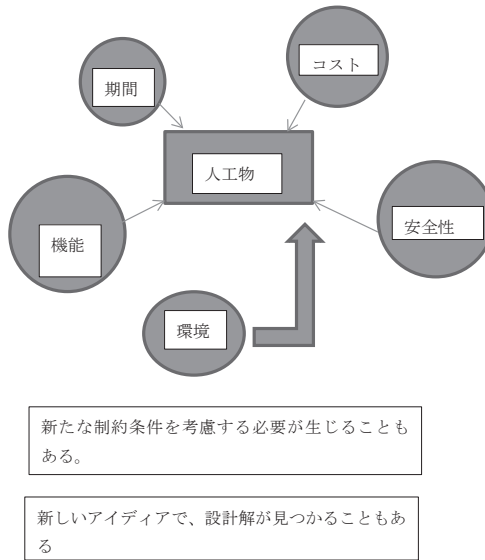 コスト
期間
人工物
安全性
機能
環境
新たな制約条件を考慮する必要が生じることも
ある。
新しいアイディアで、設計解が見つかることもあ
る